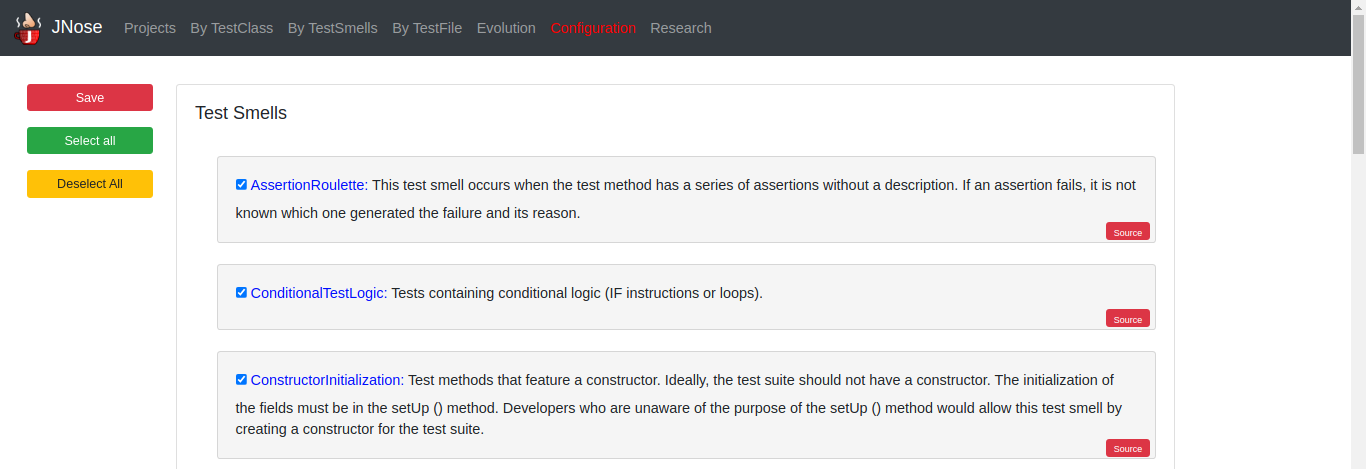 J JNose Projects By TestClass By TestSmells By TestFile Evolution Configuration Research
Save
Select all
Deselect All
Test Smells
AssertionRoulette: This test smell occurs when the test method has a series of assertions without a description. If an assertion fails, it is not
known which one generated the failure and its reason.
Source
ConditionalTestLogic: Tests containing conditional logic (IF instructions or loops).
Source
ConstructorInitialization: Test methods that feature a constructor. Ideally, the test suite should not have a constructor. The initialization of
the fields must be in the setUp () method. Developers who are unaware of the purpose of the setUp () method would allow this test smell by
creating a constructor for the test suite.
Source